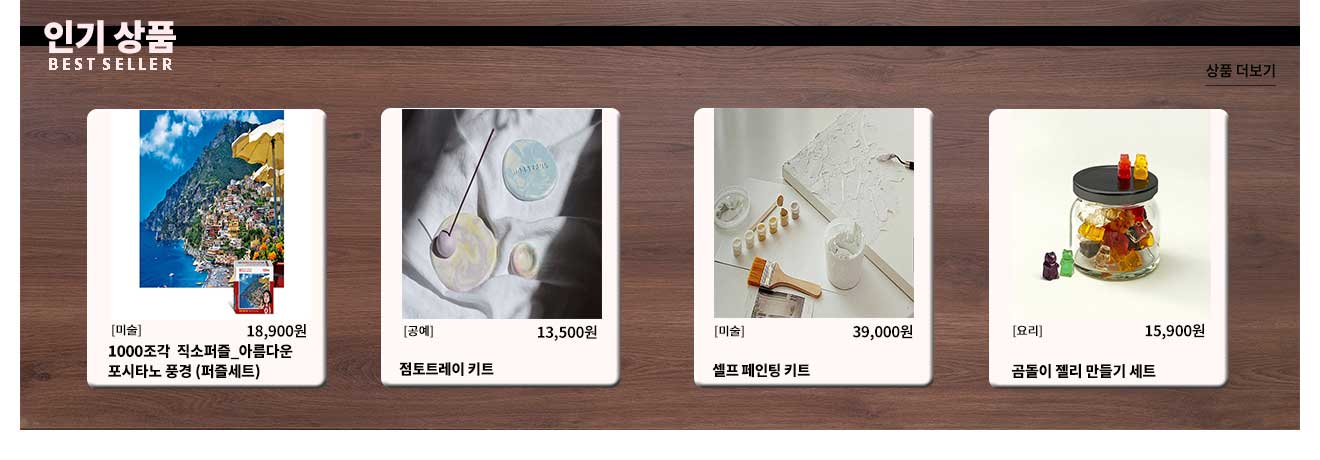 인기 상품
BEST SELLER
상품 더보기
[미술] 18,900원
1000조각 직소퍼즐_아름다운
포시타노 풍경 (퍼즐세트)
[공예] 13,500원
점토트레이 키트
[미술] 39,000원
셀프 페인팅 키트
[요리] 15,900원
곰돌이 젤리 만들기 세트